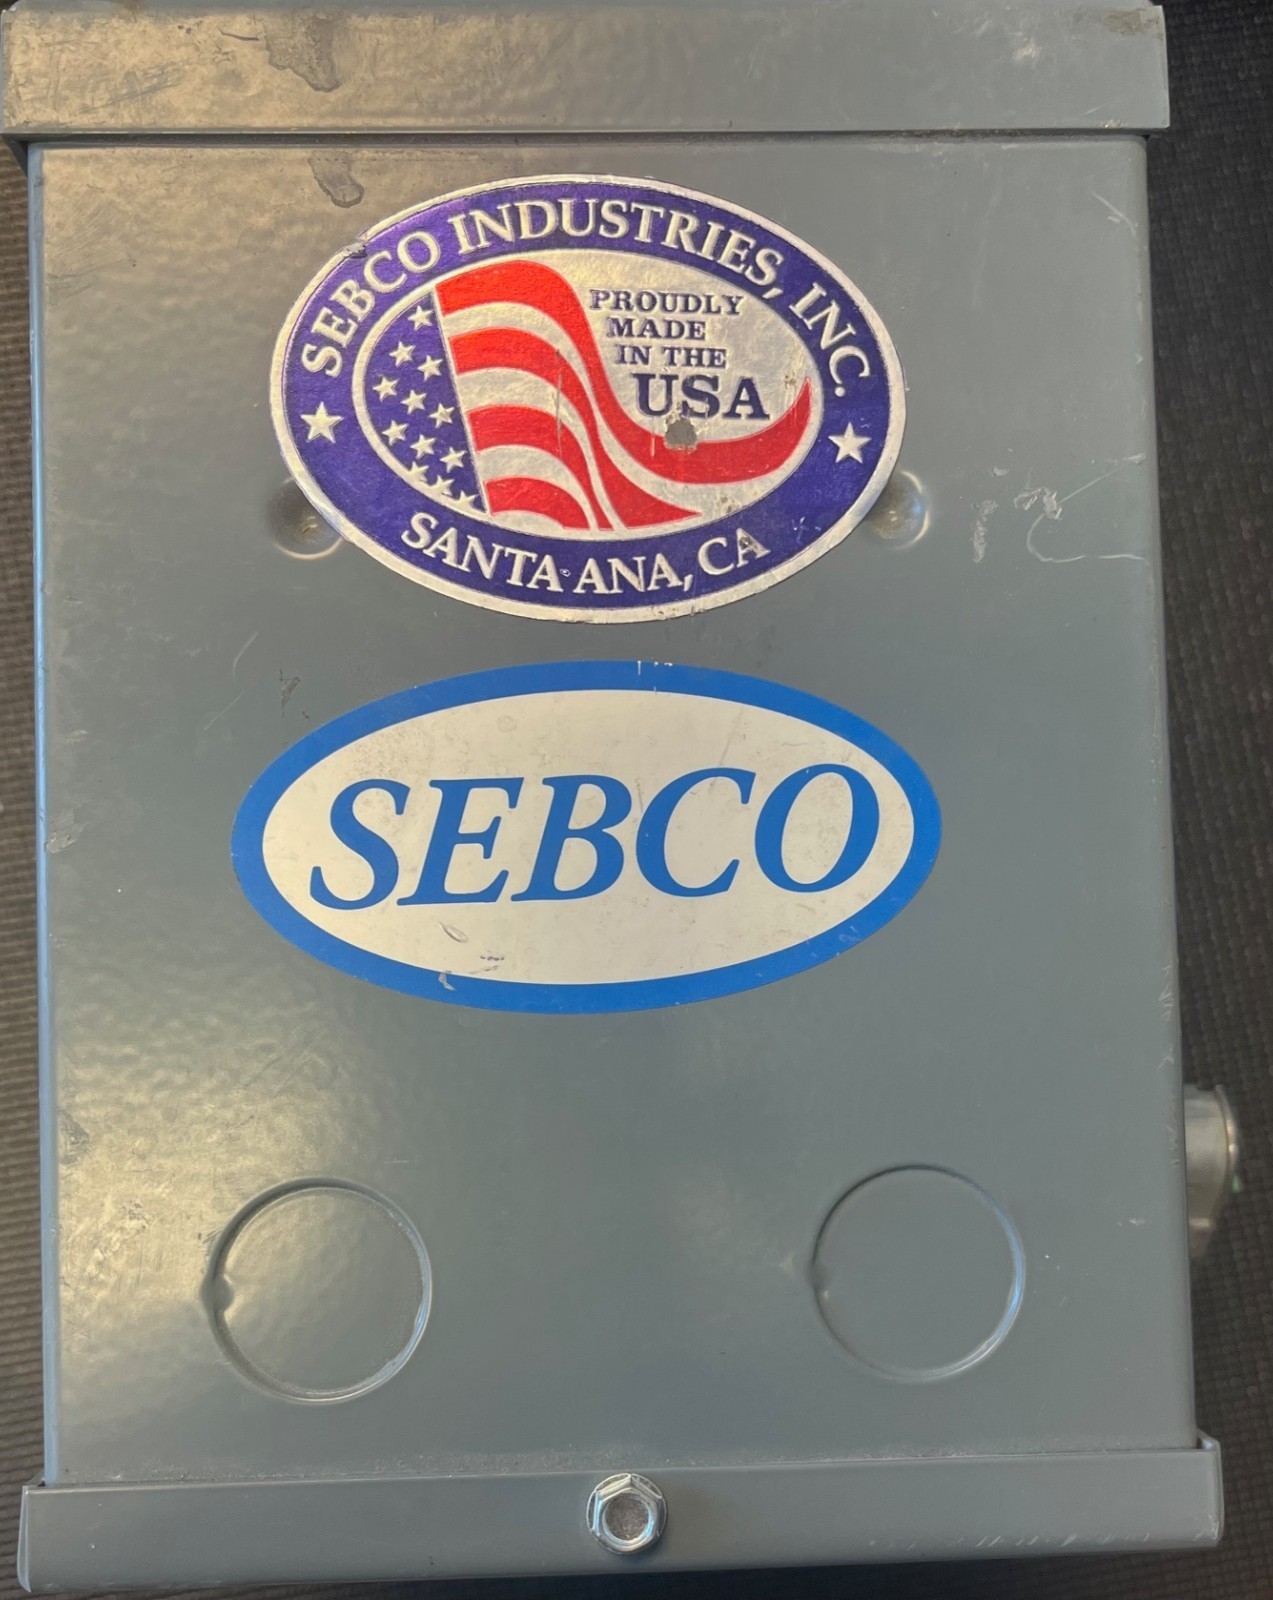 SEBCO INDUSTRIES, INC.
PROUDLY
MADE
IN THE
USA
SANTA ANA, CA
SEBCO